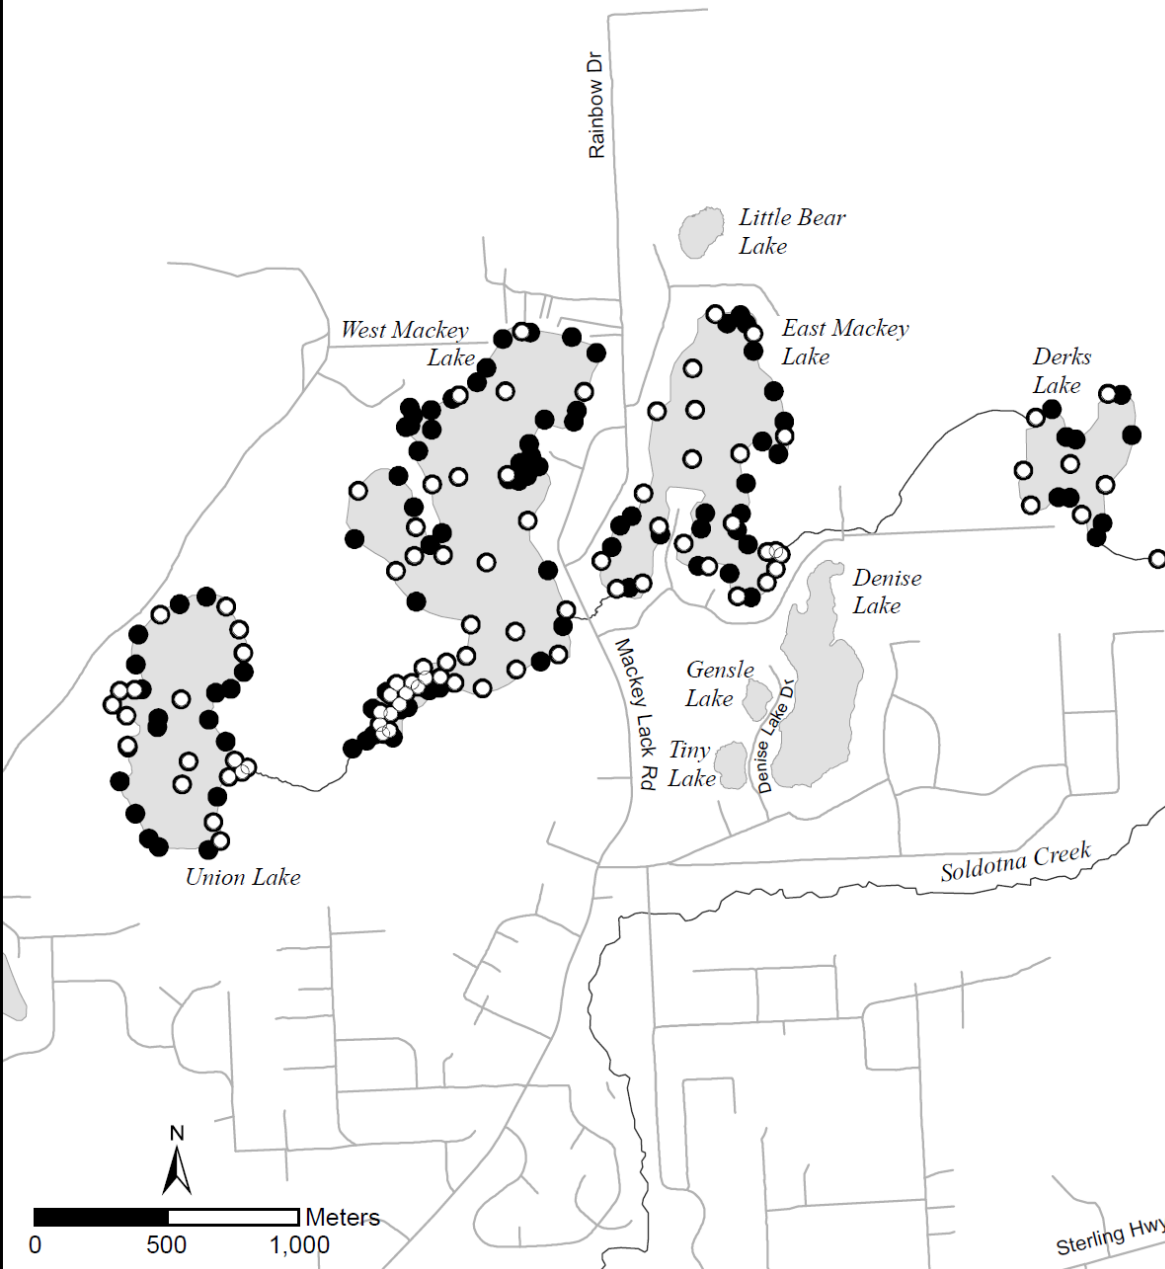 Rainbow Dr
Little Bear
Lake
West Mackey
Lake
East Mackey
Lake
Derks
Lake
Denise
Lake
Gensle
Lake
Mackey Lack Rd
Denise Lake Dr
Tiny
Lake
Union Lake
Soldotna Creek
N
Meters
0 500 1,000
Sterling Hwy